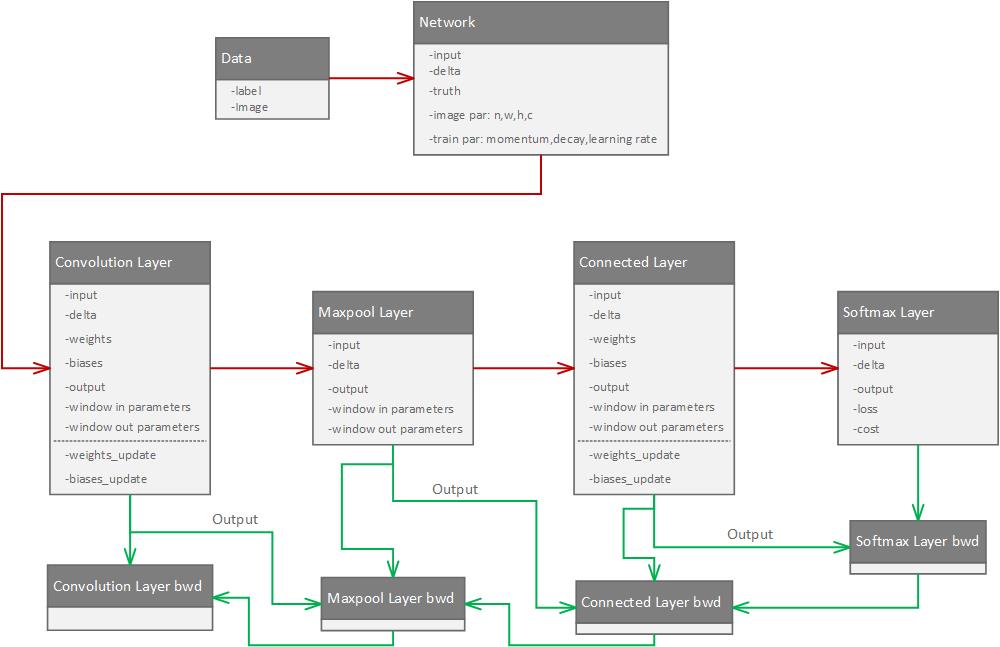 Network
-input
-delta
-truth
-image par: n,w,h,c
-train par: momentum,decay,learning rate
Data
-label
-Image
Convolution Layer
-input
-delta
-weights
-biases
-output
-window in parameters
-window out parameters
-weights_update
-biases_update
Maxpool Layer
-input
-delta
-output
-window in parameters
-window out parameters
Connected Layer
-input
-delta
-weights
-biases
-output
-window in parameters
-window out parameters
-weights_update
-biases_update
Softmax Layer
-input
-delta
-output
-loss
-cost
Output
Output
Output
Convolution Layer bwd
Maxpool Layer bwd
Connected Layer bwd
Softmax Layer bwd